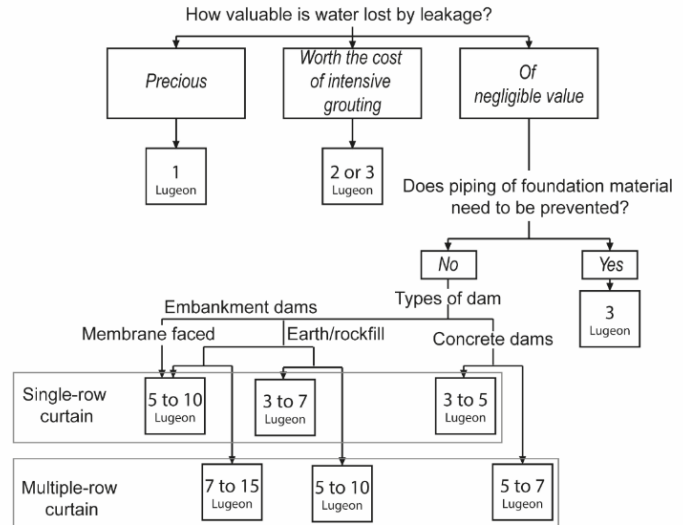 How valuable is water lost by leakage?
Precious
Worth the cost
of intensive
grouting
Of
negligible value
1
Lugeon
2 or 3
Lugeon
Does piping of foundation material
need to be prevented?
No
Yes
3
Lugeon
Types of dam
Embankment dams
Membrane faced
Earth/rockfill
Concrete dams
Single-row
curtain
5 to 10
Lugeon
3 to 7
Lugeon
3 to 5
Lugeon
Multiple-row
curtain
7 to 15
Lugeon
5 to 10
Lugeon
5 to 7
Lugeon